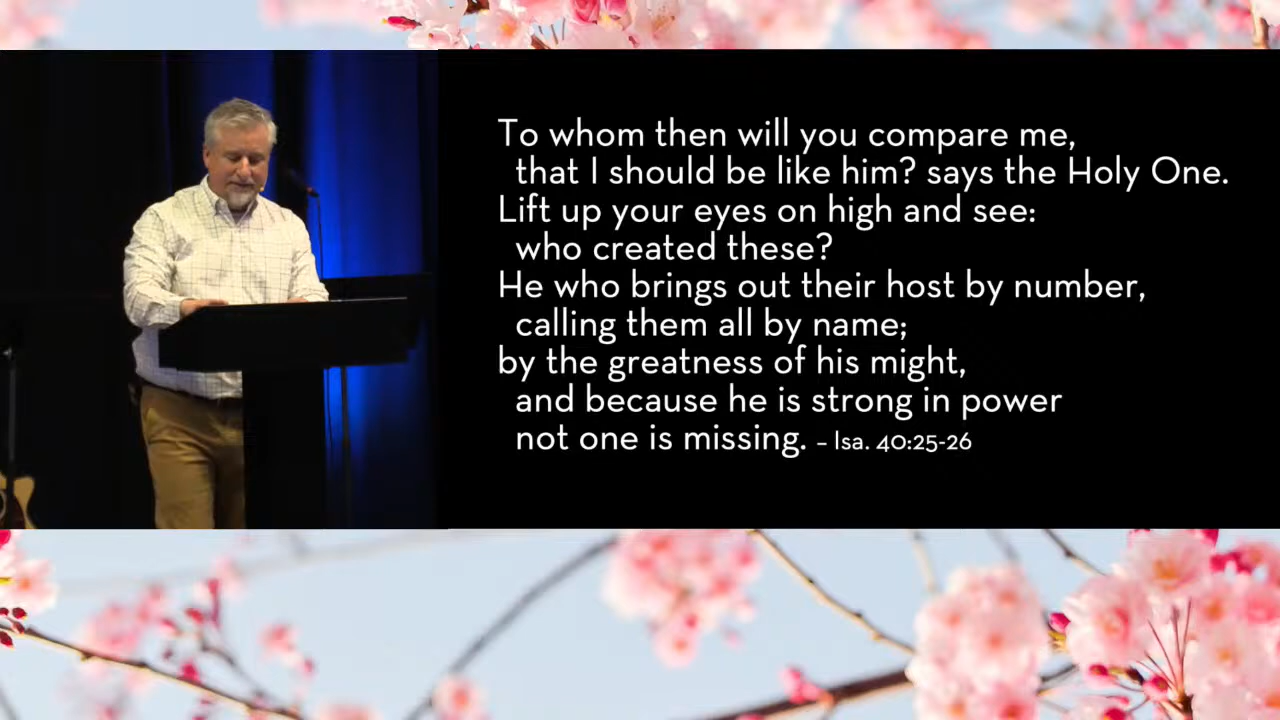 To whom then will you compare me,
that I should be like him? says the Holy One.
Lift up your eyes on high and see:
who created these?
He who brings out their host by number,
calling them all by name;
by the greatness of his might,
and because he is strong in power
not one is missing. – Isa. 40:25-26